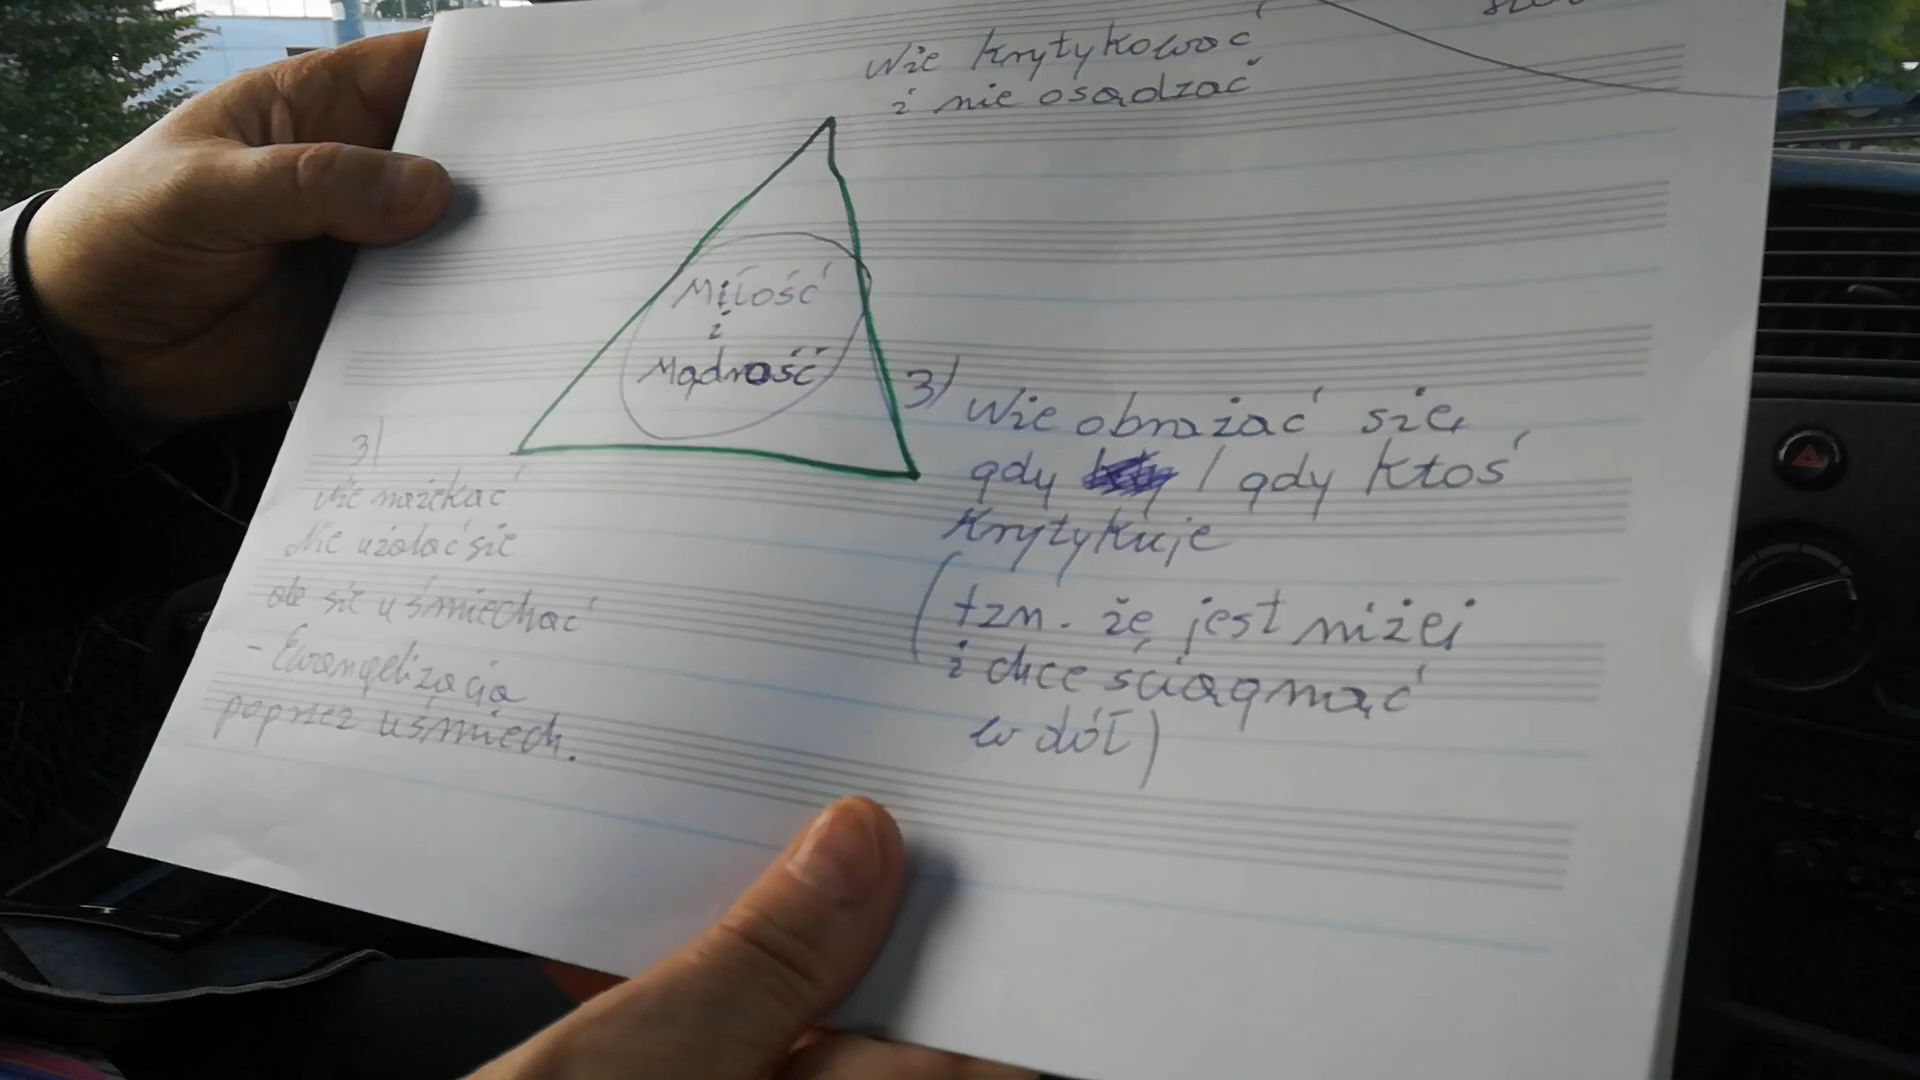 Nie krytykować
i nie osądzać
Miłość
i
Mądrość
3)
Nie obrażać się,
gdy / gdy ktoś
krytykuje
(tzn. że jest niżej
i chce ściągnąć
w dół)
3)
Nie narzekać
Nie użalać się
ale się uśmiechać
- Ewangelizacja
poprzez uśmiech.